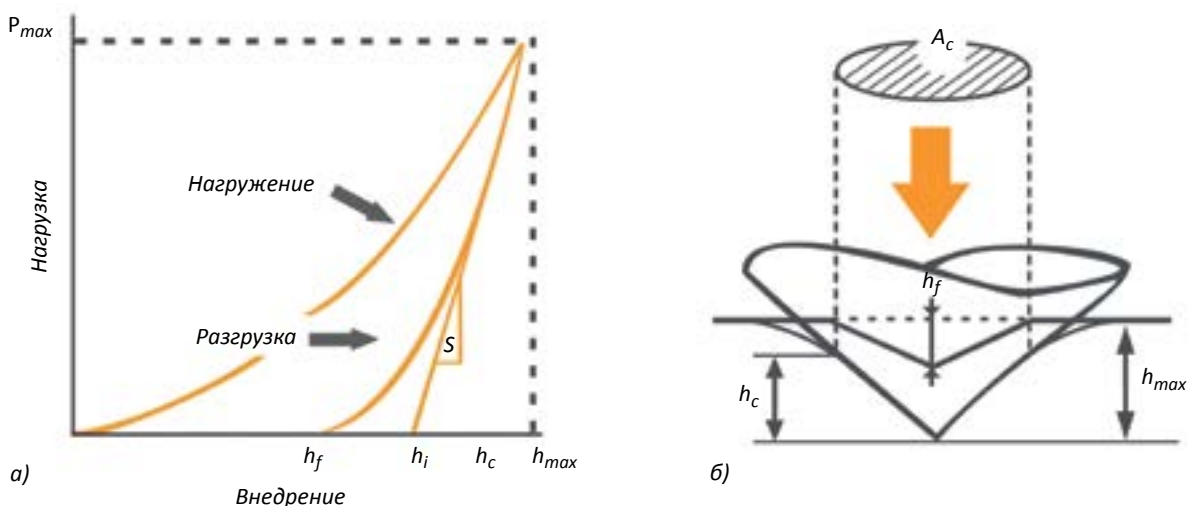 P_max
Нагрузка
Нагружение
Разгрузка
S
h_f
h_i
h_c
h_max
а)
Внедрение
A_c
h_f
h_c
h_max
б)